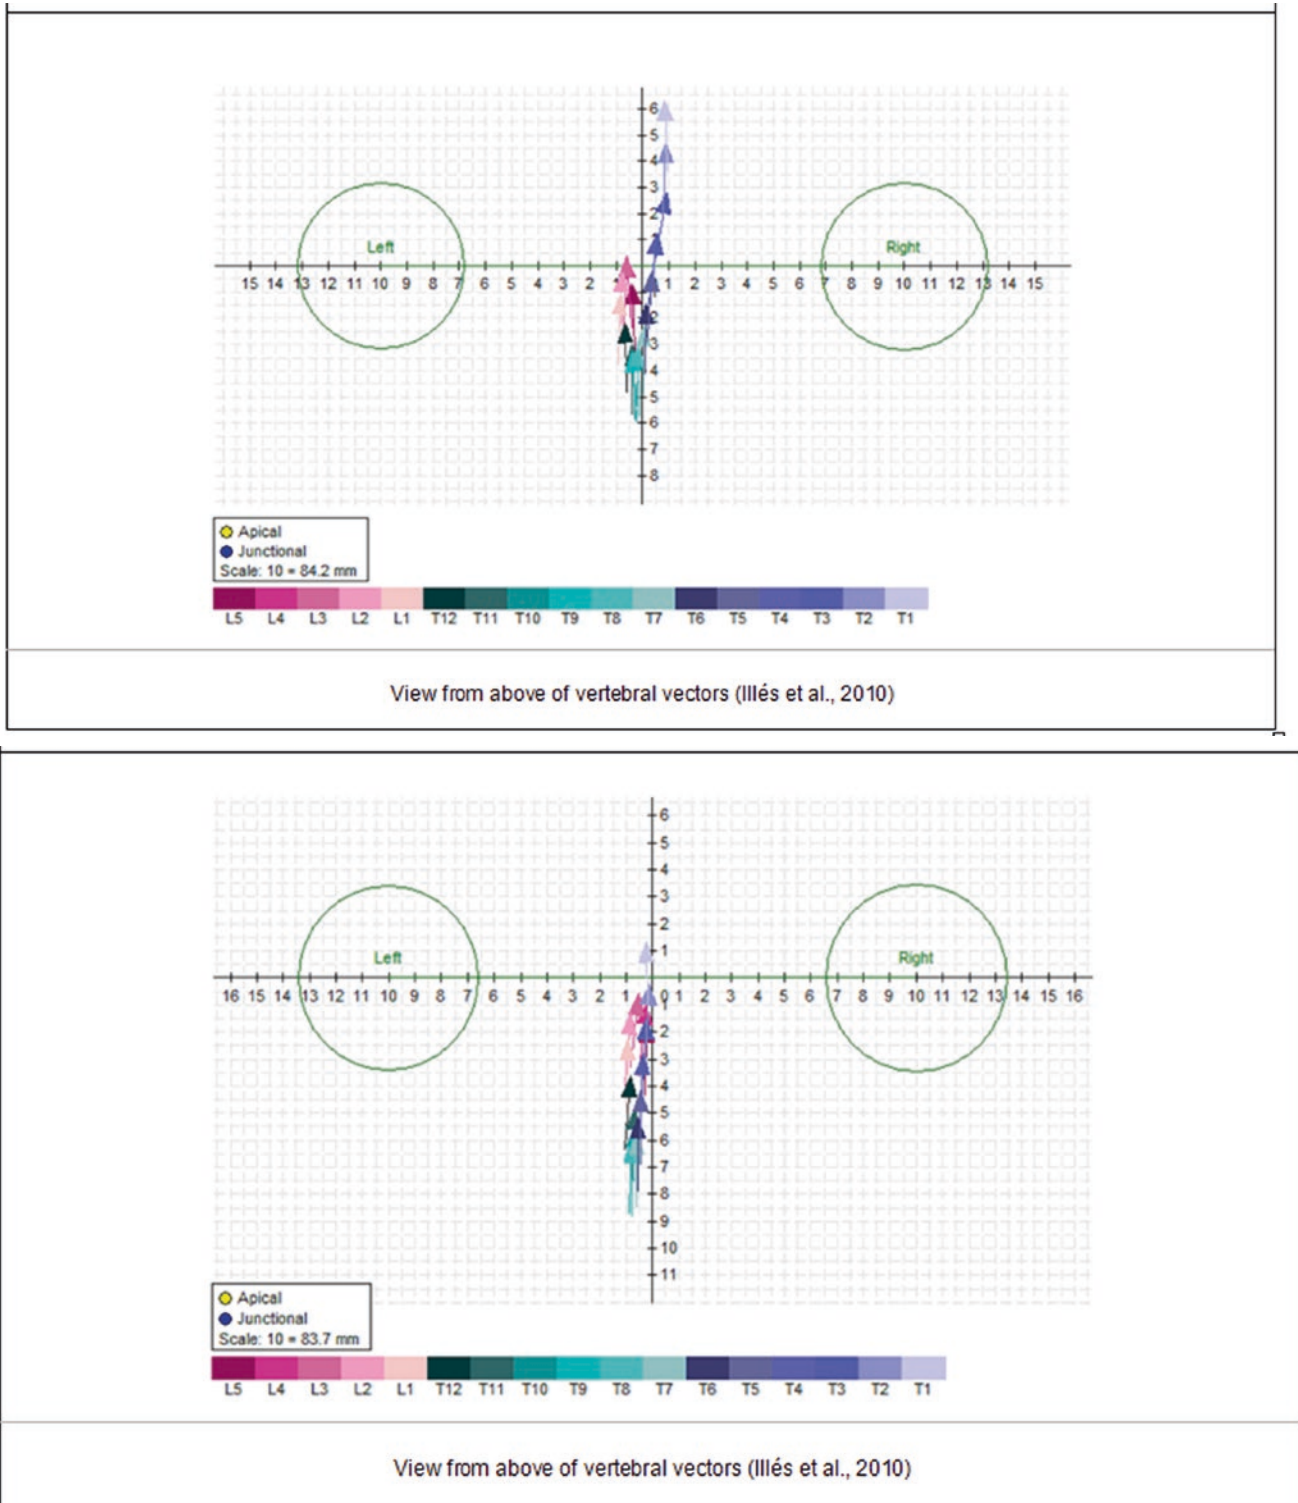 6
5
4
3
2
Left
Right
15 14 13 12 11 10 9 8 7 6 5 4 3 2 1 1 2 3 4 5 6 7 8 9 10 11 12 13 14 15
2
3
4
5
6
7
8
Apical
Junctional
Scale: 10 = 84.2 mm
L5 L4 L3 L2 L1 T12 T11 T10 T9 T8 T7 T6 T5 T4 T3 T2 T1
View from above of vertebral vectors (Illés et al., 2010)
6
5
4
3
2
1
Left
Right
16 15 14 13 12 11 10 9 8 7 6 5 4 3 2 1 0 1 2 3 4 5 6 7 8 9 10 11 12 13 14 15 16
1
2
3
4
5
6
7
8
9
10
11
Apical
Junctional
Scale: 10 = 83.7 mm
L5 L4 L3 L2 L1 T12 T11 T10 T9 T8 T7 T6 T5 T4 T3 T2 T1
View from above of vertebral vectors (Illés et al., 2010)